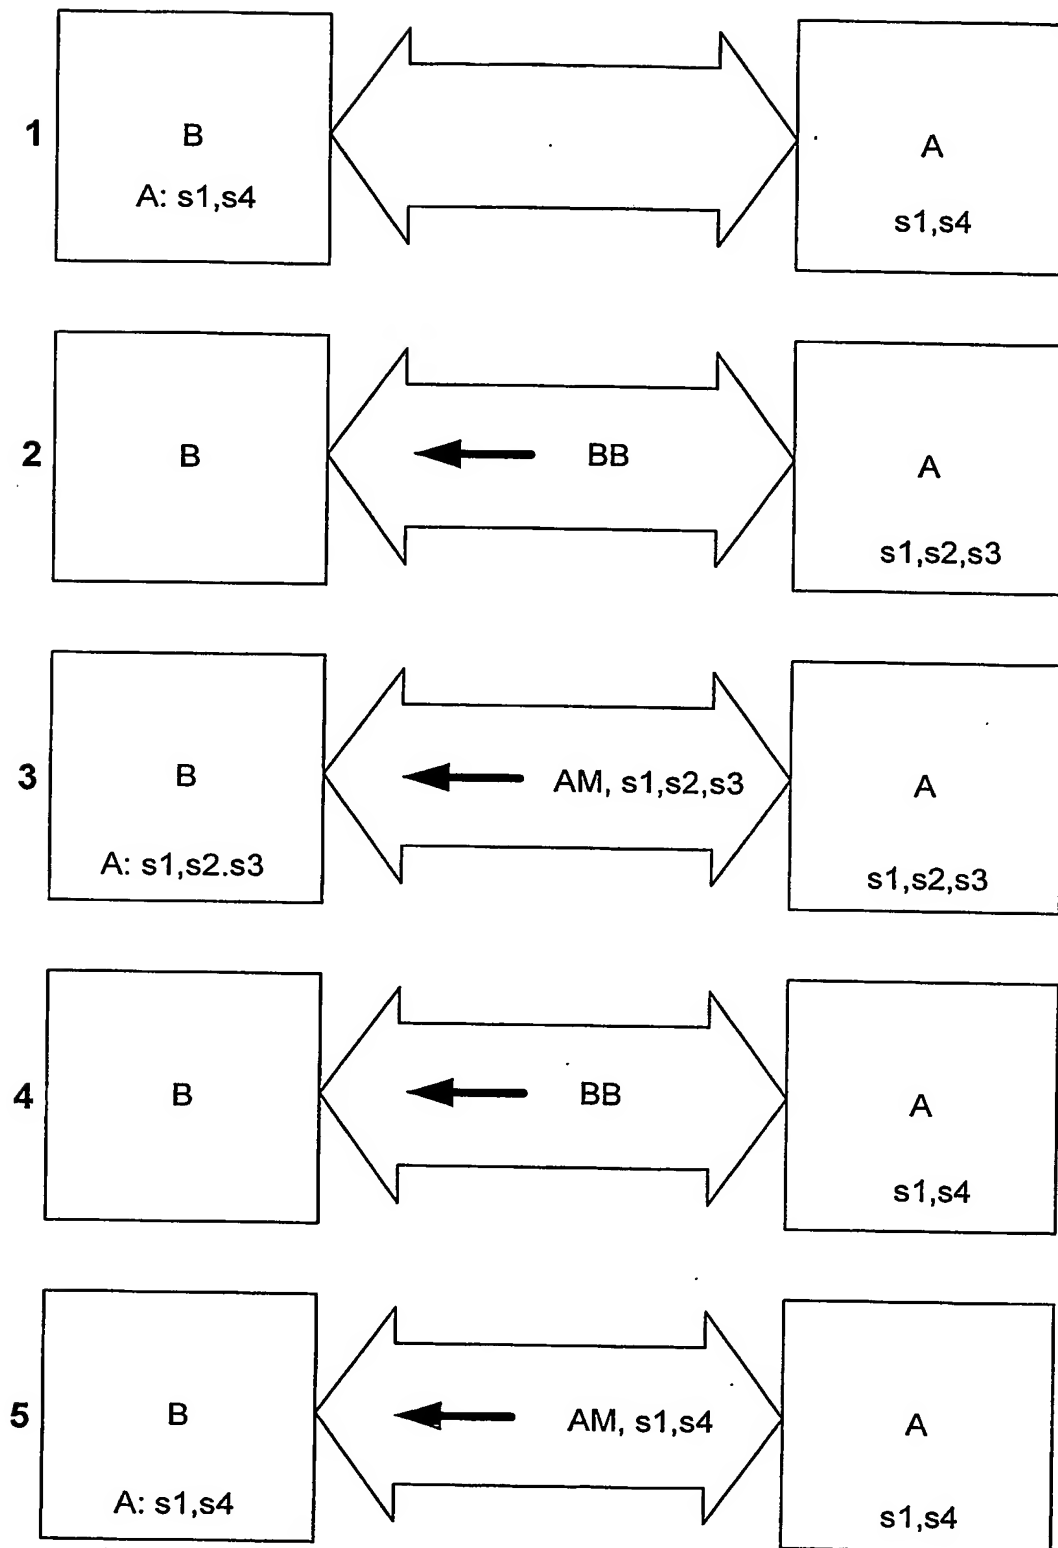 1
B
A: s1,s4
A
s1,s4
2
B
BB
A
s1,s2,s3
3
B
A: s1,s2.s3
AM, s1,s2,s3
A
s1,s2,s3
4
B
BB
A
s1,s4
5
B
A: s1,s4
AM, s1,s4
A
s1,s4